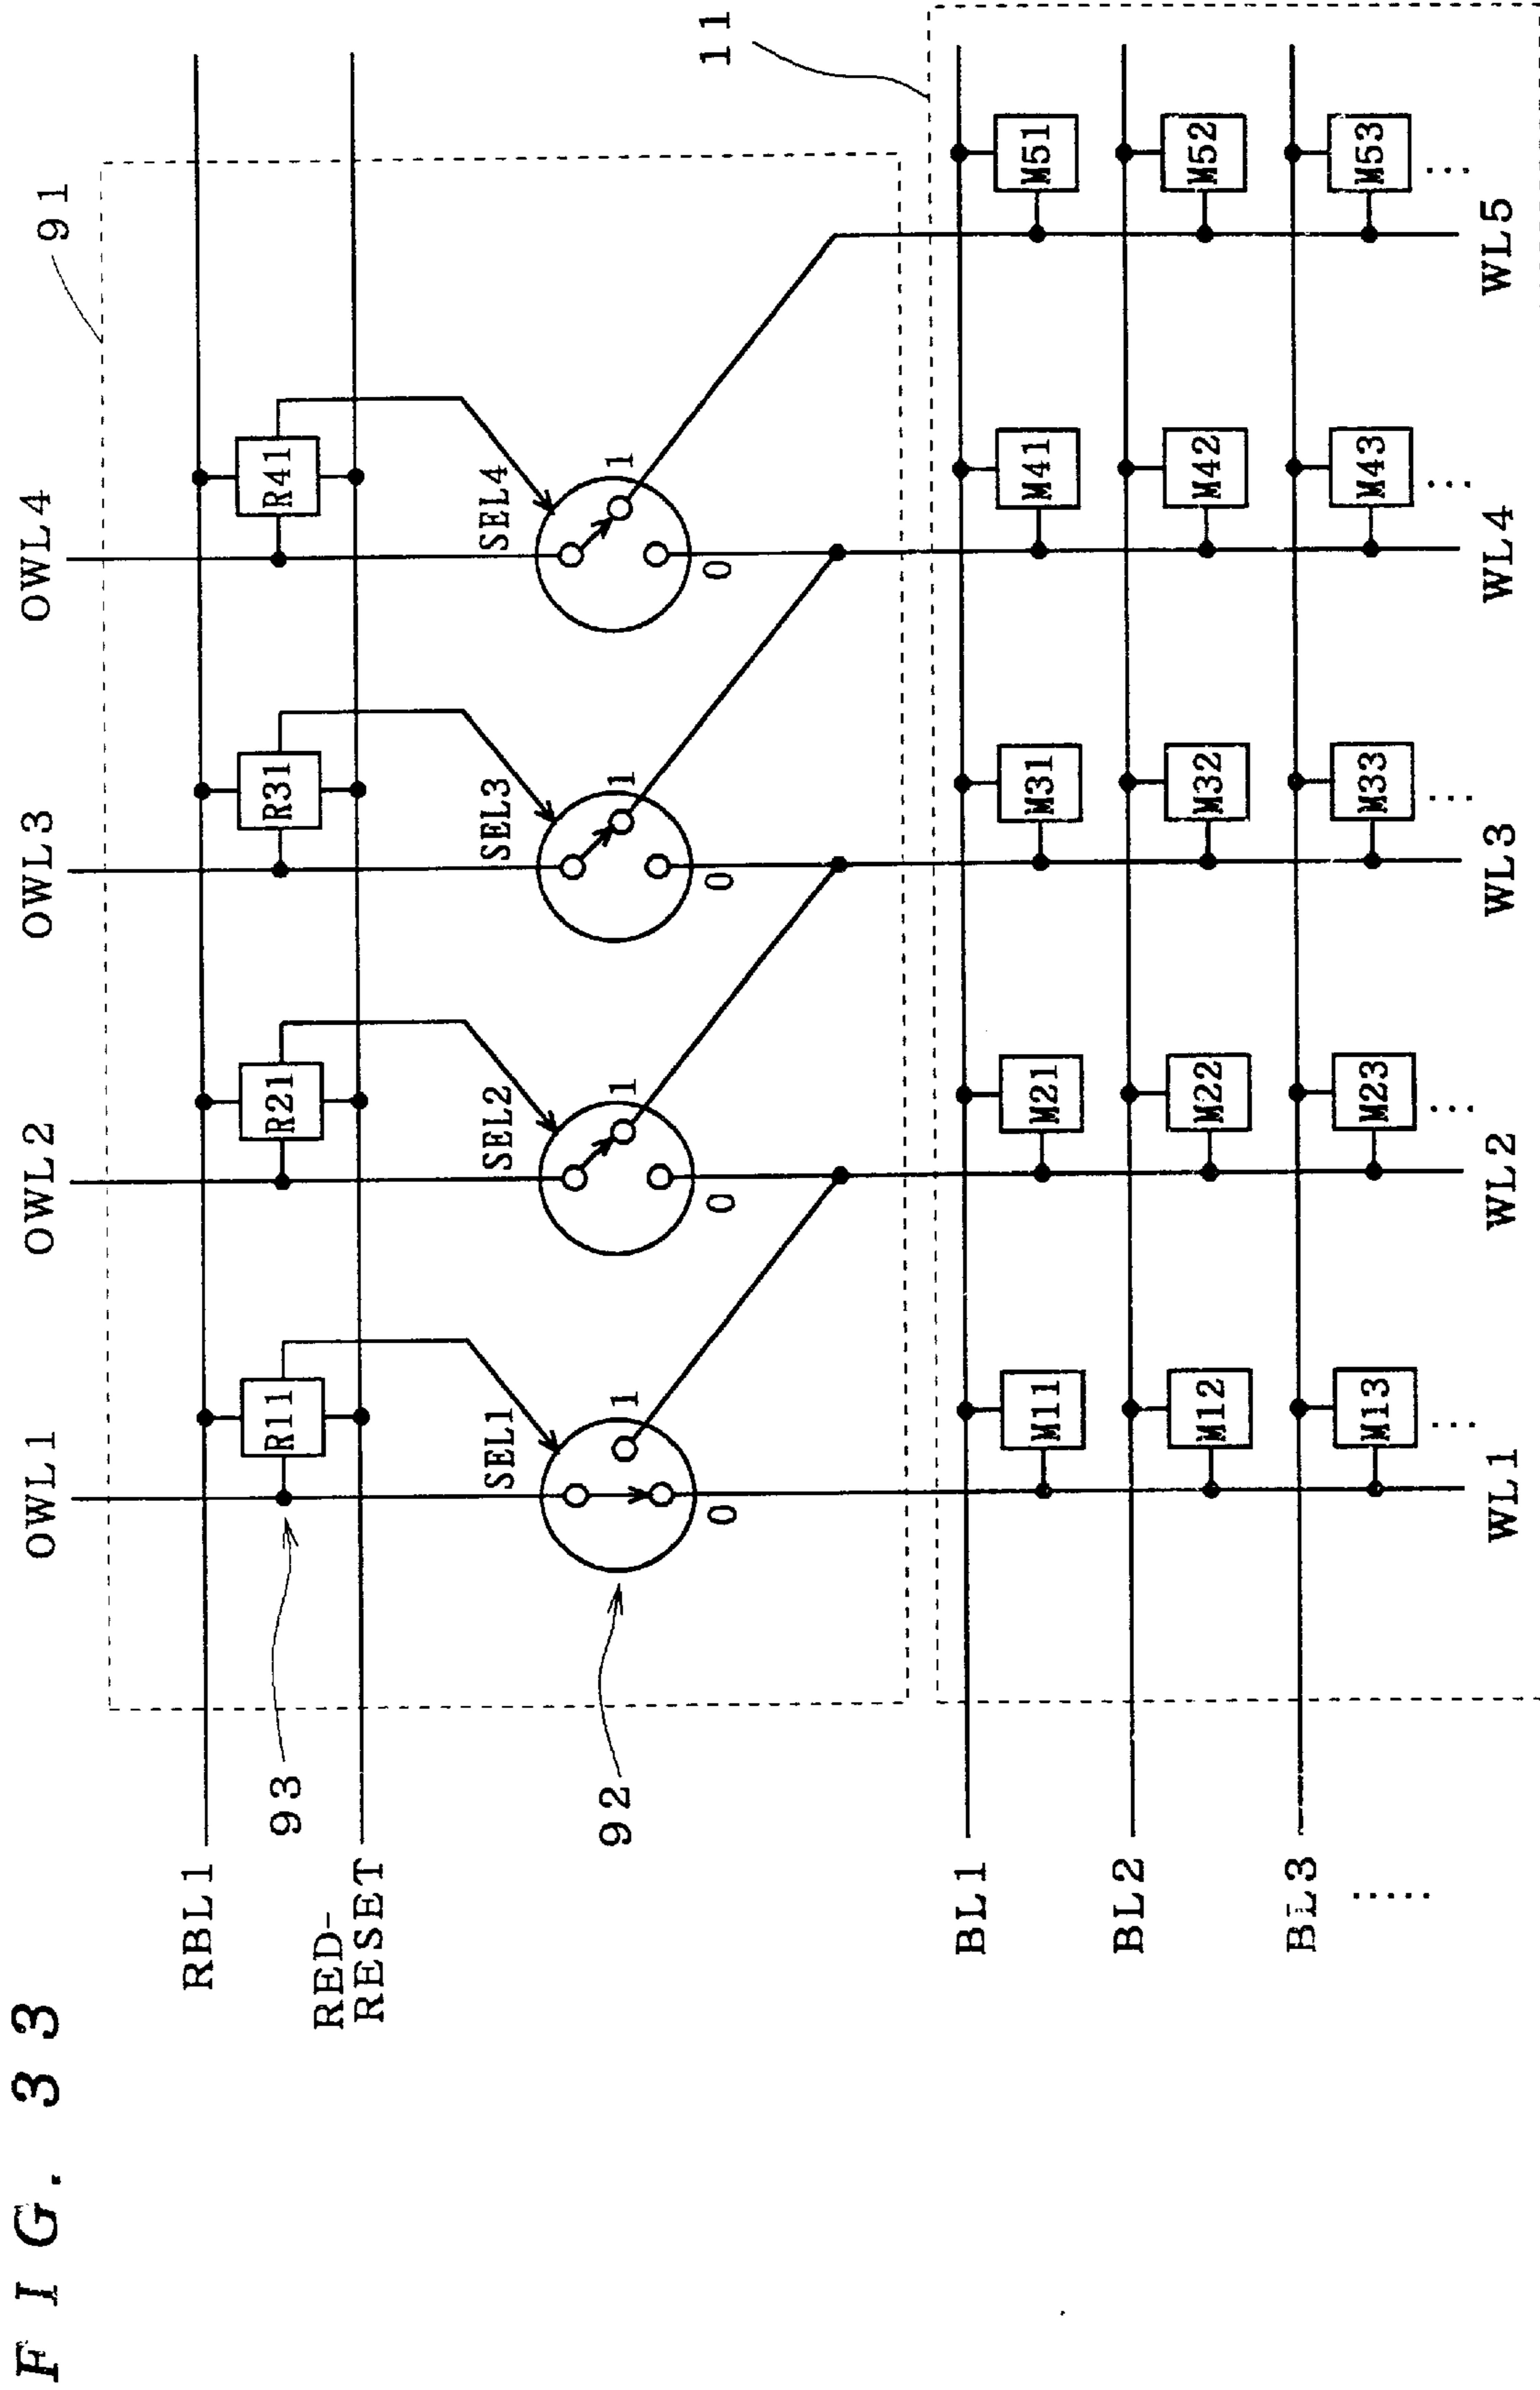 FIG. 33
OWL1 OWL2 OWL3 OWL4
91
RBL1
R11 R21 R31 R41
93
RED-
RESET
SEL1 SEL2 SEL3 SEL4
1 1 1 1
92
0 0 0 0
11
BL1
M11 M21 M31 M41 M51
BL2
M12 M22 M32 M42 M52
BL3
M13 M23 M33 M43 M53
..... ... ... ... ... ...
WL1 WL2 WL3 WL4 WL5